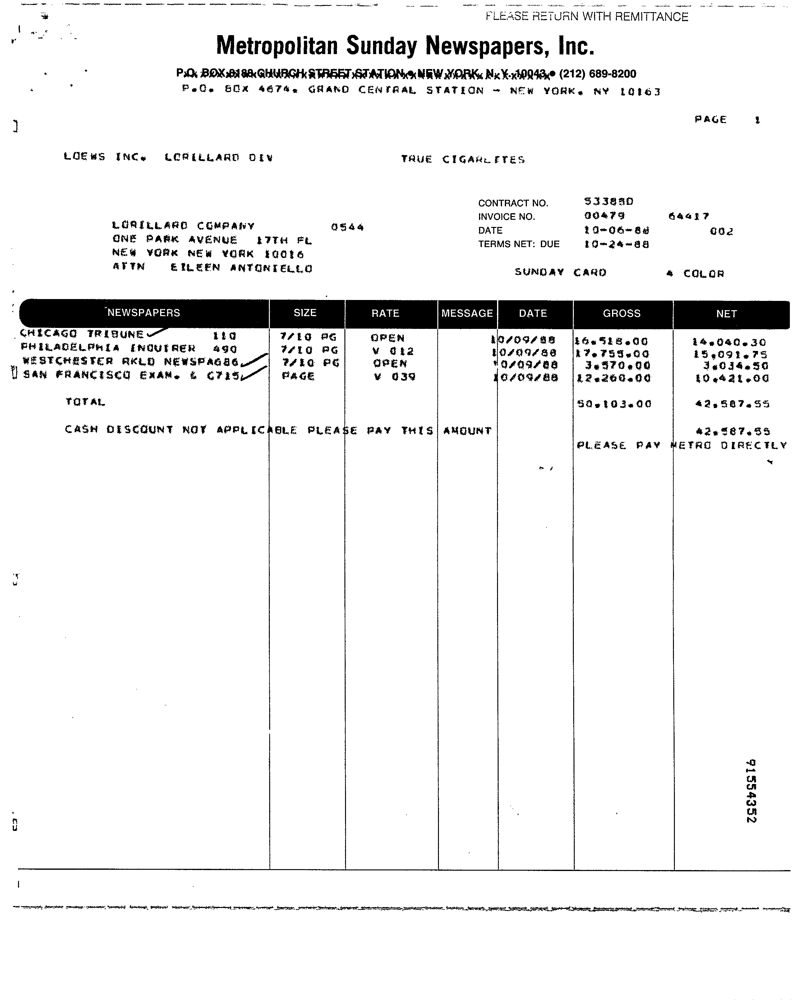 PLEASE RETURN WITH REMITTANCE
Metropolitan Sunday Newspapers, Inc.
P.O. BOX 8188 CHURCH STREET STATION • NEW YORK, N.Y. 10043 • (212) 689-8200
P.O. BOX 4674, GRAND CENTRAL STATION - NEW YORK, NY 10163
PAGE 1
LOEWS INC. LORILLARD DIV TRUE CIGARETTES
CONTRACT NO. 53385D
INVOICE NO. 00479 64417
LORILLARD COMPANY 0544 DATE 10-06-88 002
ONE PARK AVENUE 17TH FL TERMS NET: DUE 10-24-88
NEW YORK NEW YORK 10016
ATTN EILEEN ANTONIELLO SUNDAY CARD 4 COLOR
NEWSPAPERS SIZE RATE MESSAGE DATE GROSS NET
CHICAGO TRIBUNE 110 7/10 PG OPEN 10/09/88 16,518.00 14,040.30
PHILADELPHIA INQUIRER 490 7/10 PG V 012 10/09/88 17,755.00 15,091.75
WESTCHESTER RKLD NEWSPA686 7/10 PG OPEN 10/09/88 3,570.00 3,034.50
SAN FRANCISCO EXAM. & C715 PAGE V 039 10/09/88 12,260.00 10,421.00
TOTAL 50,103.00 42,587.55
CASH DISCOUNT NOT APPLICABLE PLEASE PAY THIS AMOUNT 42,587.55
PLEASE PAY METRO DIRECTLY
91554352